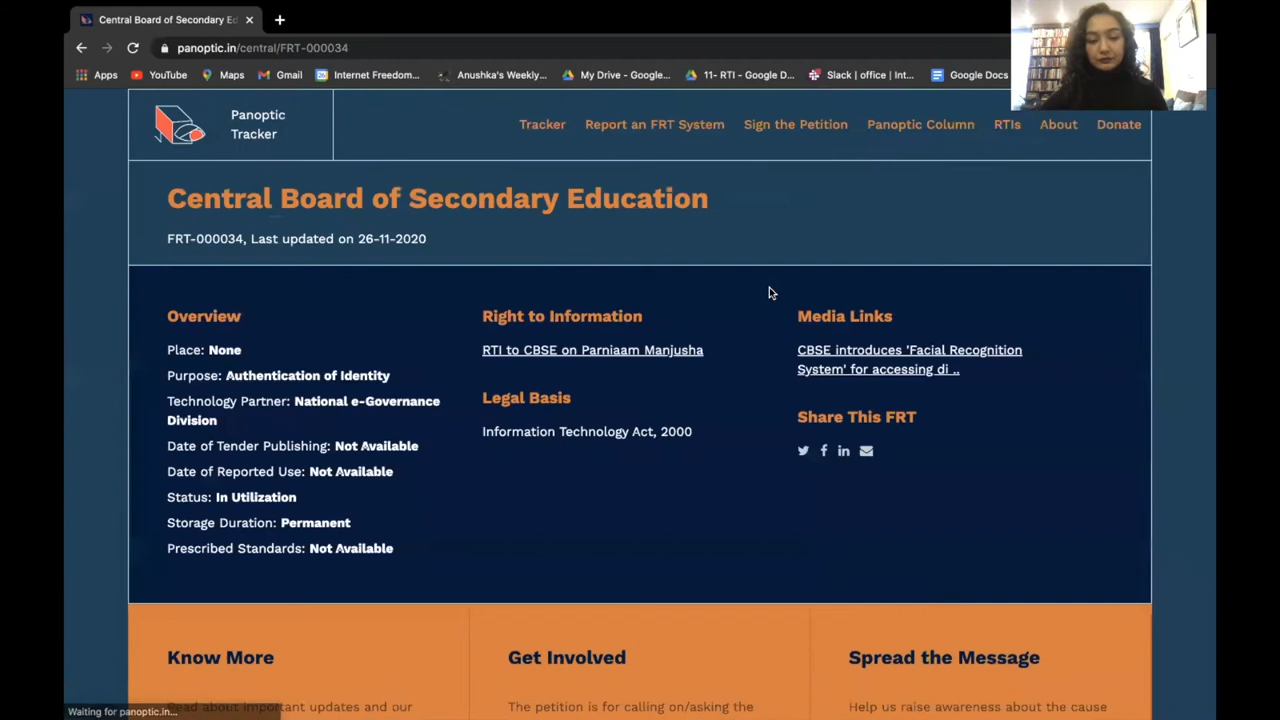 Central Board of Secondary Ed
panoptic.in/central/FRT-000034
Apps YouTube Maps Gmail Internet Freedom... Anushka's Weekly... My Drive - Google... 11- RTI - Google D... Slack | office | Int... Google Docs
Panoptic
Tracker
Tracker Report an FRT System Sign the Petition Panoptic Column RTIs About Donate
Central Board of Secondary Education
FRT-000034, Last updated on 26-11-2020
Overview
Place: None
Purpose: Authentication of Identity
Technology Partner: National e-Governance
Division
Date of Tender Publishing: Not Available
Date of Reported Use: Not Available
Status: In Utilization
Storage Duration: Permanent
Prescribed Standards: Not Available
Right to Information
RTI to CBSE on Parniaam Manjusha
Legal Basis
Information Technology Act, 2000
Media Links
CBSE introduces 'Facial Recognition
System' for accessing di ..
Share This FRT
Know More
Read about important updates and our
Get Involved
The petition is for calling on/asking the
Spread the Message
Help us raise awareness about the cause
Waiting for panoptic.in...